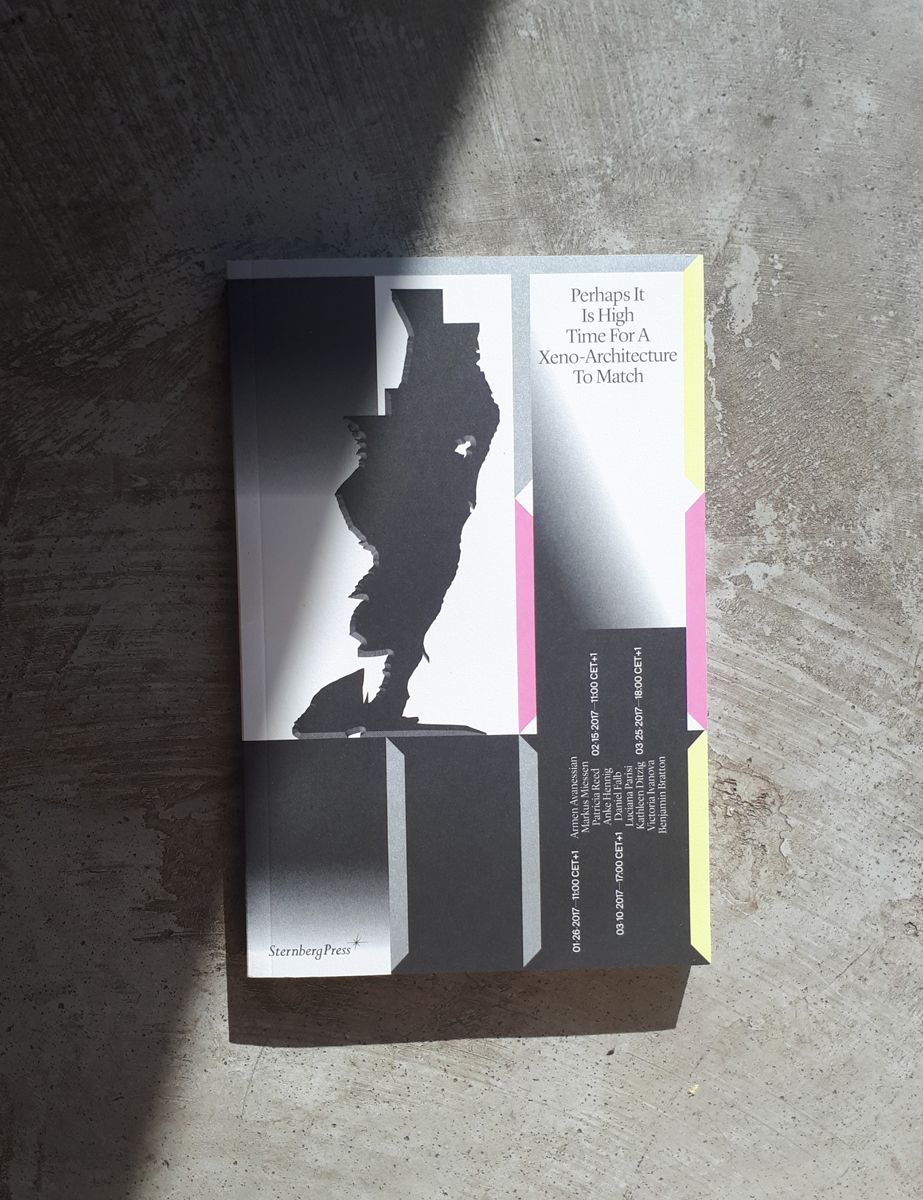 Perhaps It
Is High
Time For A
Xeno-Architecture
To Match
01·26·2017—11:00 CET+1
02·15·2017—11:00 CET+1
03·10·2017—17:00 CET+1
03·25·2017—18:00 CET+1
Armen Avanessian
Markus Miessen
Patricia Reed
Anke Hennig
Daniel Falb
Luciana Parisi
Kathleen Ditzig
Victoria Ivanova
Benjamin Bratton
SternbergPress